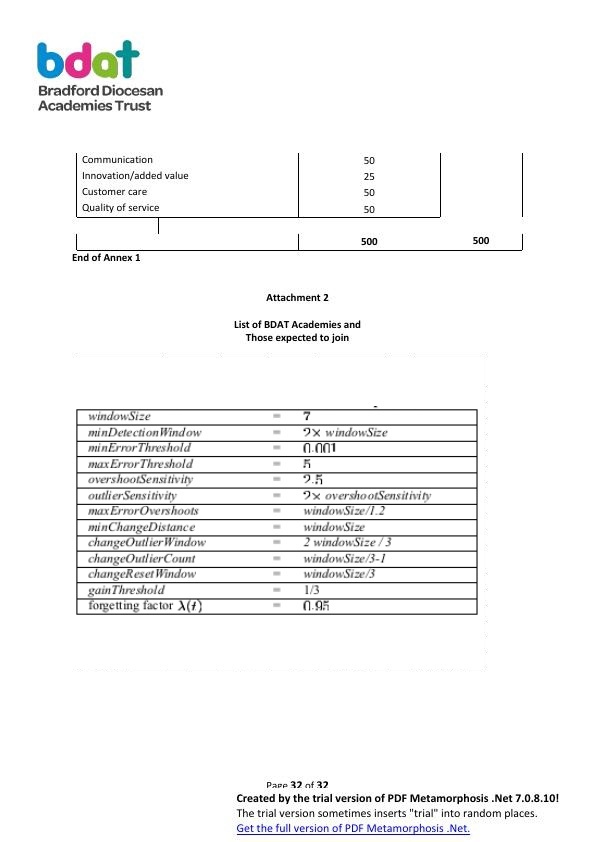 bdat
Bradford Diocesan
Academies Trust
Communication 50
Innovation/added value 25
Customer care 50
Quality of service 50
500 500
End of Annex 1
Attachment 2
List of BDAT Academies and
Those expected to join
windowSize = 7
minDetectionWindow = 2× windowSize
minErrorThreshold = 0.001
maxErrorThreshold = 5
overshootSensitivity = 2.5
outlierSensitivity = 2× overshootSensitivity
maxErrorOvershoots = windowSize/1.2
minChangeDistance = windowSize
changeOutlierWindow = 2 windowSize / 3
changeOutlierCount = windowSize/3-1
changeResetWindow = windowSize/3
gainThreshold = 1/3
forgetting factor λ(t) = 0.95
Page 32 of 32
Created by the trial version of PDF Metamorphosis .Net 7.0.8.10!
The trial version sometimes inserts "trial" into random places.
Get the full version of PDF Metamorphosis .Net.